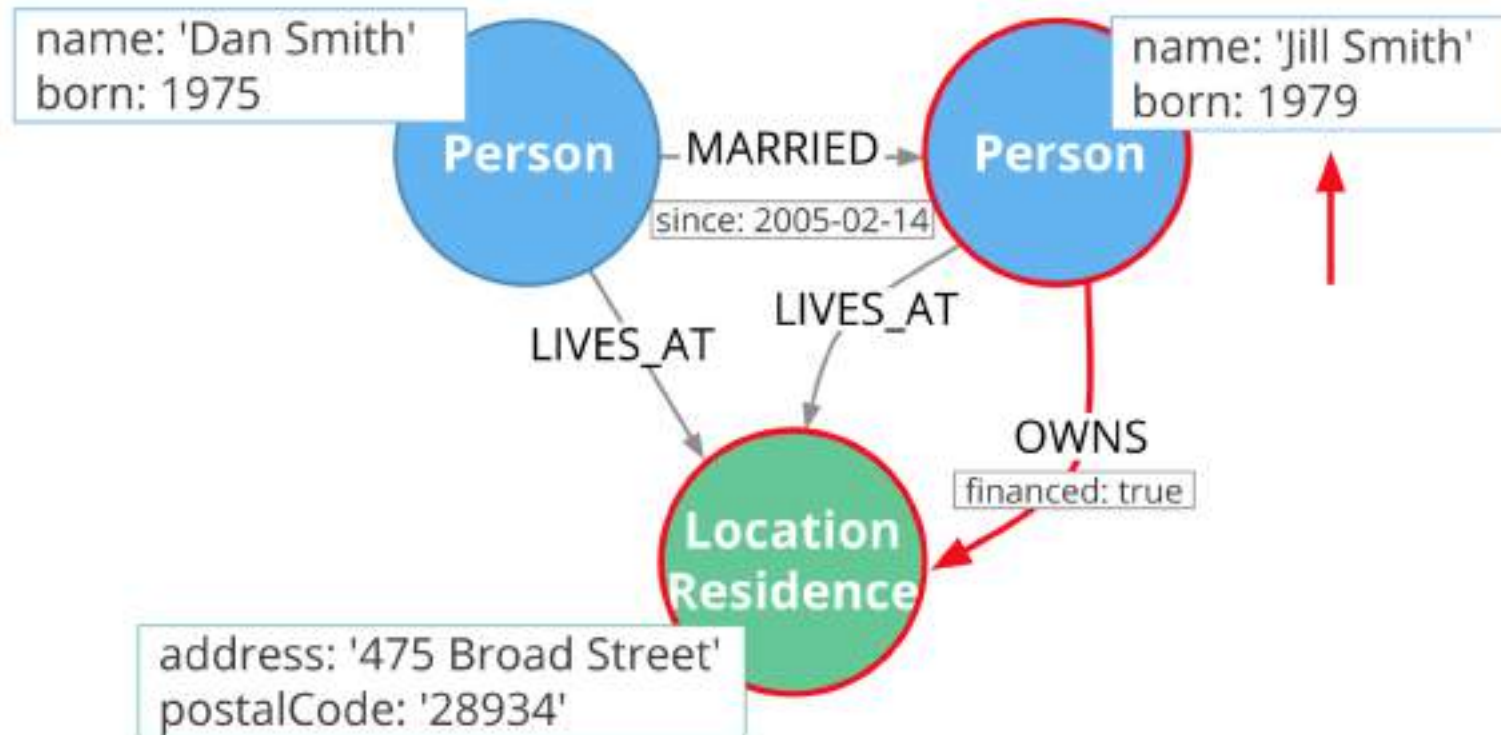 name: 'Dan Smith'
born: 1975
Person
MARRIED
since: 2005-02-14
Person
name: 'Jill Smith'
born: 1979
LIVES_AT
LIVES_AT
OWNS
financed: true
Location
Residence
address: '475 Broad Street'
postalCode: '28934'